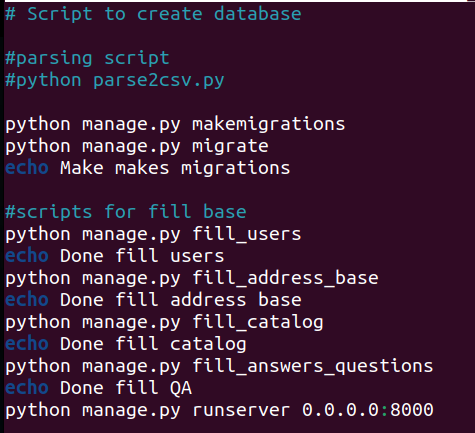 # Script to create database
#parsing script
#python parse2csv.py
python manage.py makemigrations
python manage.py migrate
echo Make makes migrations
#scripts for fill base
python manage.py fill_users
echo Done fill users
python manage.py fill_address_base
echo Done fill address base
python manage.py fill_catalog
echo Done fill catalog
python manage.py fill_answers_questions
echo Done fill QA
python manage.py runserver 0.0.0.0:8000